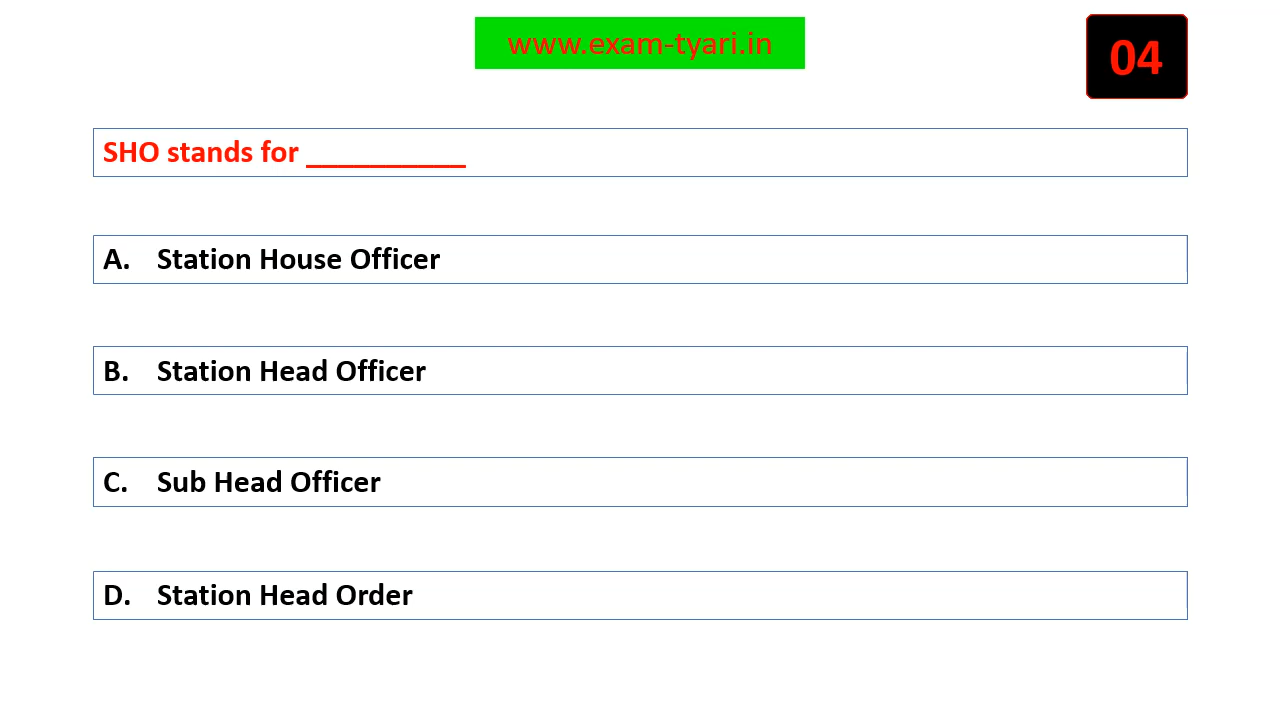 www.exam-tyari.in
04
SHO stands for __________
A. Station House Officer
B. Station Head Officer
C. Sub Head Officer
D. Station Head Order